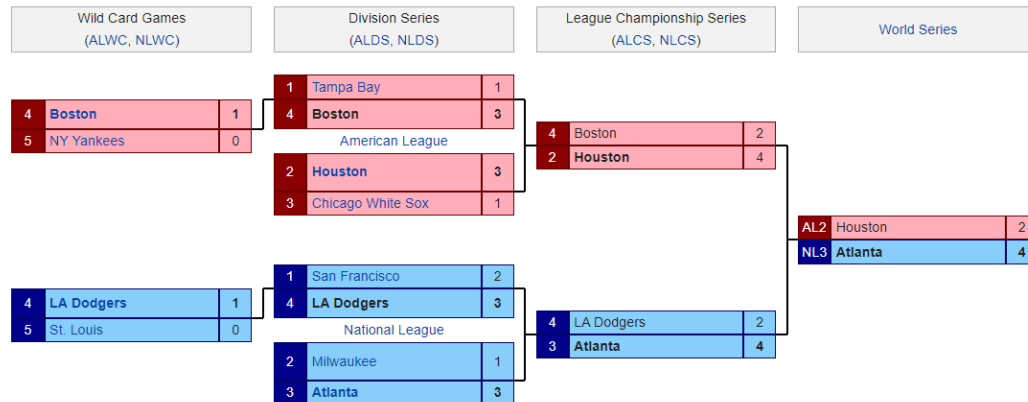 Wild Card Games
(ALWC, NLWC)
Division Series
(ALDS, NLDS)
League Championship Series
(ALCS, NLCS)
World Series
4 Boston 1
5 NY Yankees 0
1 Tampa Bay 1
4 Boston 3
American League
2 Houston 3
3 Chicago White Sox 1
4 Boston 2
2 Houston 4
AL2 Houston 2
NL3 Atlanta 4
4 LA Dodgers 1
5 St. Louis 0
1 San Francisco 2
4 LA Dodgers 3
National League
2 Milwaukee 1
3 Atlanta 3
4 LA Dodgers 2
3 Atlanta 4